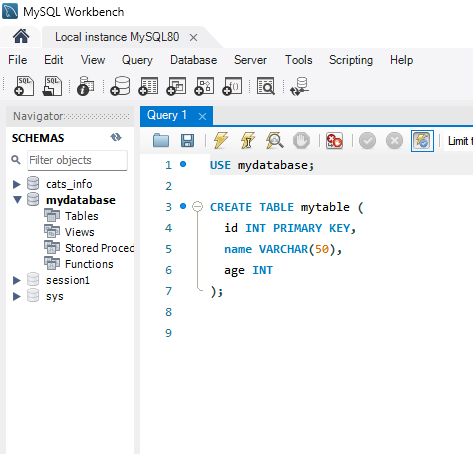 MySQL Workbench
Local instance MySQL80 ×
File Edit View Query Database Server Tools Scripting Help
Navigator
SCHEMAS
Filter objects
cats_info
mydatabase
Tables
Views
Stored Proced
Functions
session1
sys
Query 1 ×
Limit t
1 USE mydatabase;
2
3 CREATE TABLE mytable (
4 id INT PRIMARY KEY,
5 name VARCHAR(50),
6 age INT
7 );
8
9